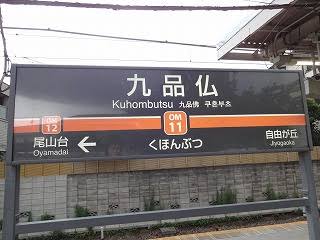 九品仏
Kuhombutsu 九品佛 구혼부츠
OM
11
くほんぶつ
OM
12
尾山台
Oyamadai
←
自由が丘
Jiyūgaoka